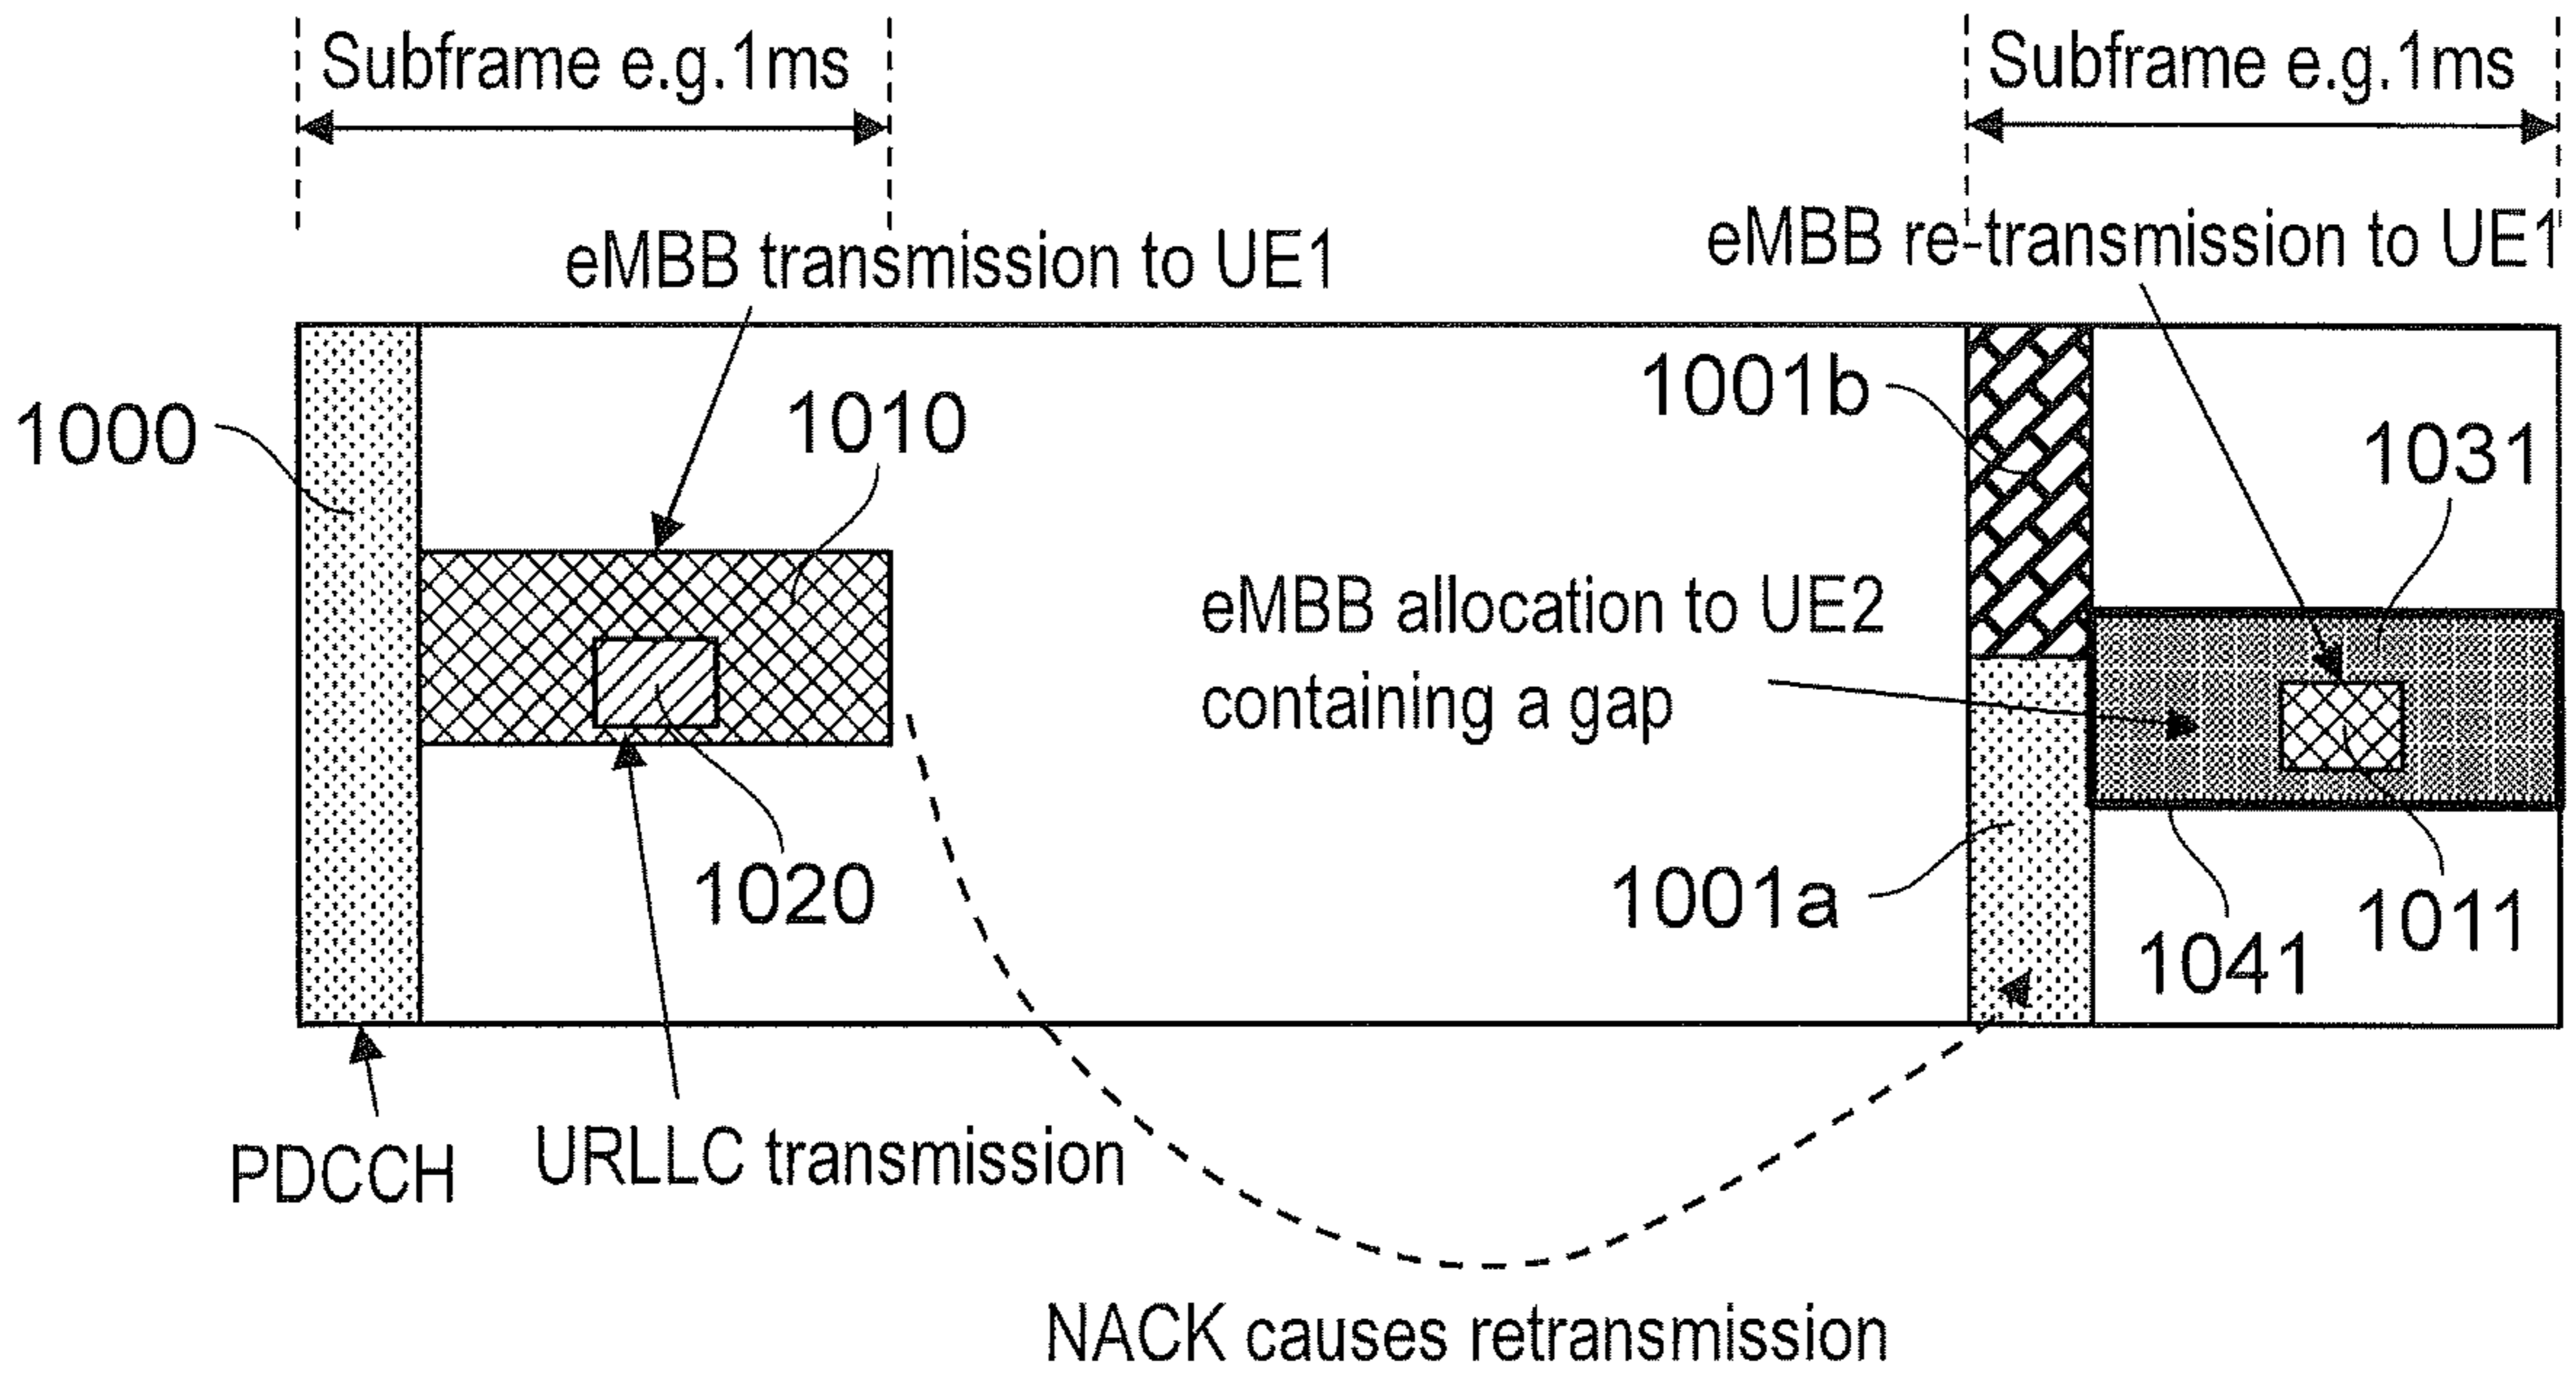 Subframe e.g.1ms
Subframe e.g.1ms
eMBB transmission to UE1
eMBB re-transmission to UE1
1000
1010
1001b
1031
eMBB allocation to UE2
containing a gap
1020
1001a
1011
1041
PDCCH
URLLC transmission
NACK causes retransmission